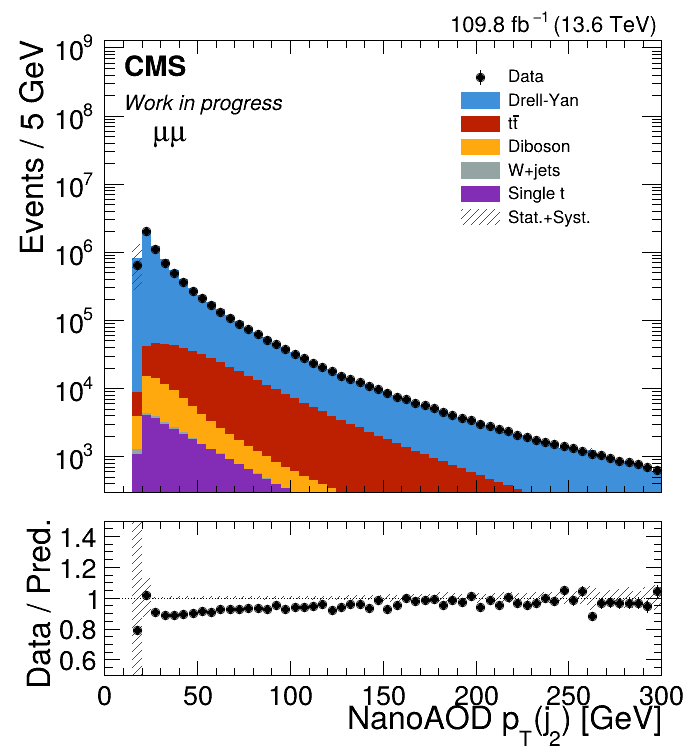 109.8 fb⁻¹ (13.6 TeV)
CMS
Work in progress
μμ
Data
Drell-Yan
tt̅
Diboson
W+jets
Single t
Stat.+Syst.
Events / 5 GeV
10⁹
10⁸
10⁷
10⁶
10⁵
10⁴
10³
Data / Pred.
1.4
1.2
1
0.8
0.6
0 50 100 150 200 250 300
NanoAOD p_T(j_2) [GeV]